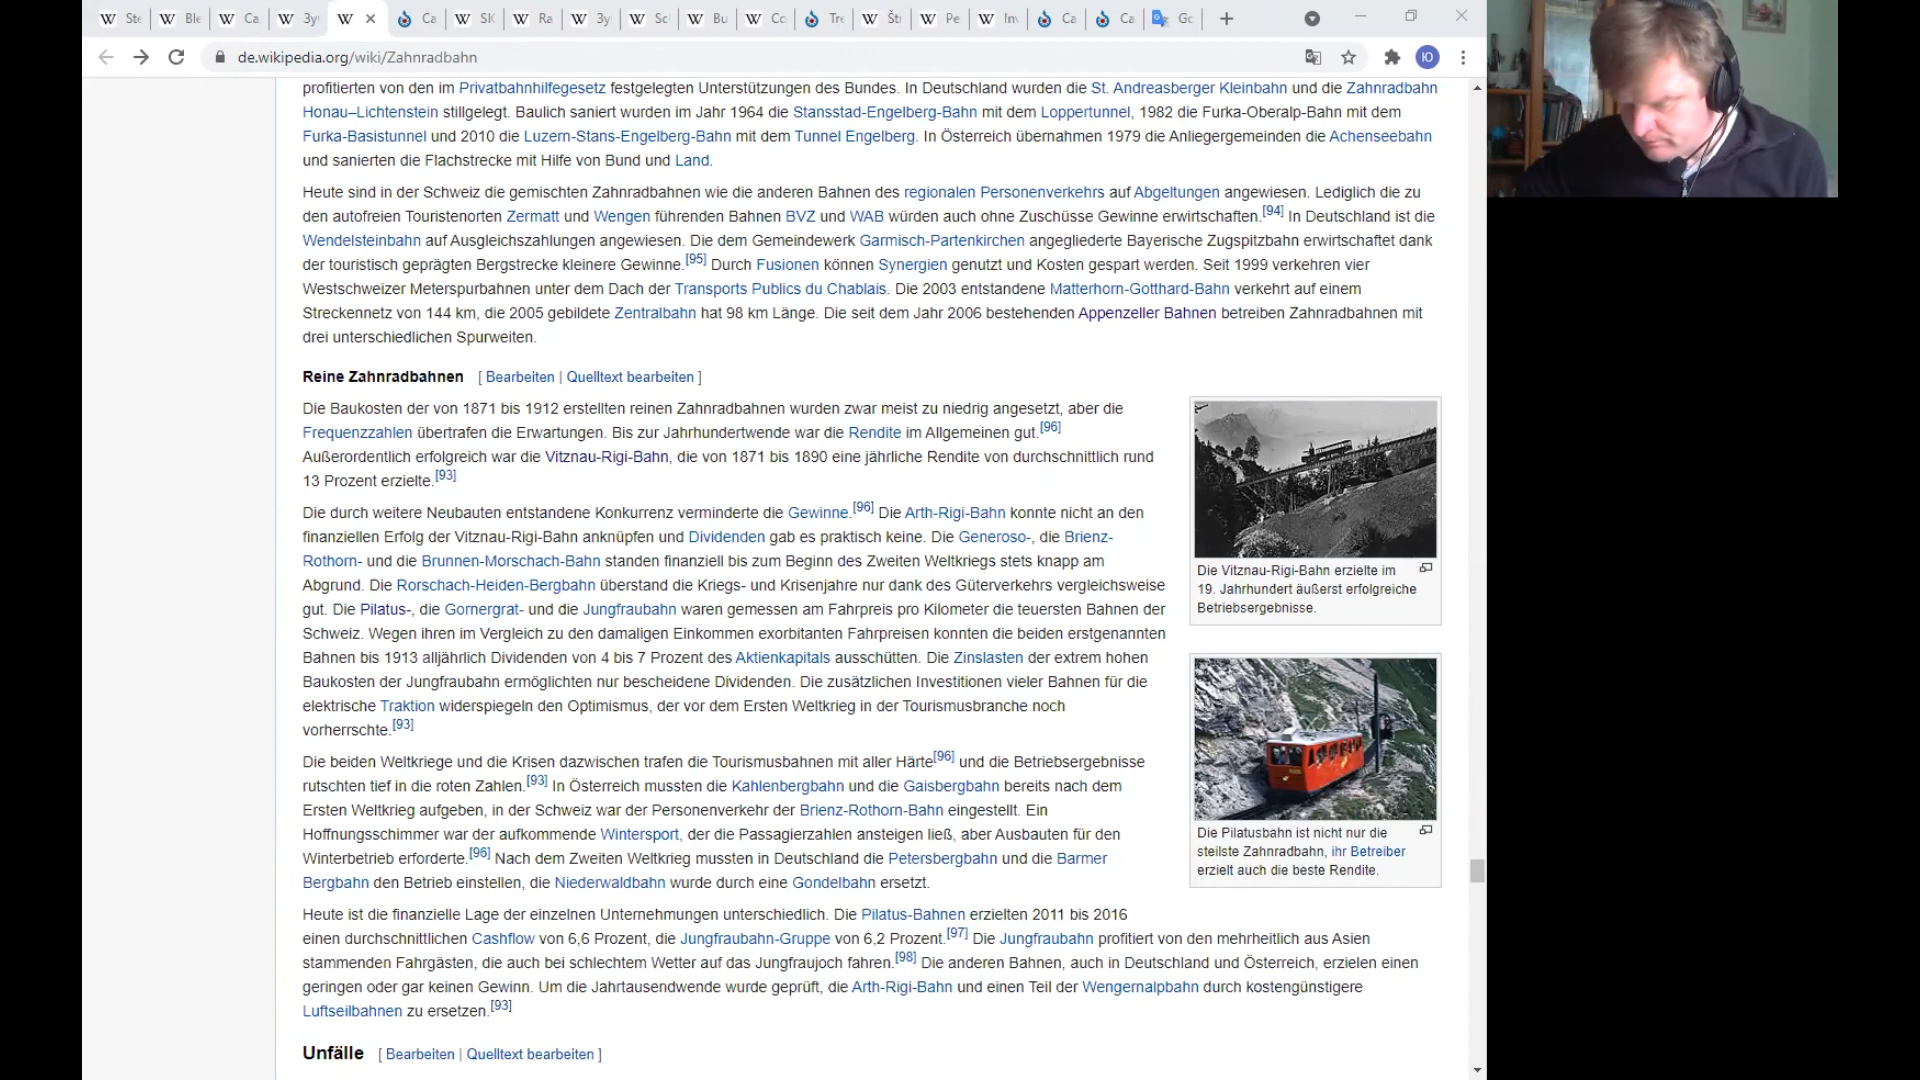 W Ste
W Ble
W Ca
W Зу
W
Ca
W SIC
W Ra
W Зу
W Sci
W Bu
W Co
Tre
W Štr
W Pe
W Inv
Ca
Ca
Go
de.wikipedia.org/wiki/Zahnradbahn
Ю
profitierten von den im Privatbahnhilfegesetz festgelegten Unterstützungen des Bundes. In Deutschland wurden die St. Andreasberger Kleinbahn und die Zahnradbahn
Honau–Lichtenstein stillgelegt. Baulich saniert wurden im Jahr 1964 die Stansstad-Engelberg-Bahn mit dem Loppertunnel, 1982 die Furka-Oberalp-Bahn mit dem
Furka-Basistunnel und 2010 die Luzern-Stans-Engelberg-Bahn mit dem Tunnel Engelberg. In Österreich übernahmen 1979 die Anliegergemeinden die Achenseebahn
und sanierten die Flachstrecke mit Hilfe von Bund und Land.
Heute sind in der Schweiz die gemischten Zahnradbahnen wie die anderen Bahnen des regionalen Personenverkehrs auf Abgeltungen angewiesen. Lediglich die zu
den autofreien Touristenorten Zermatt und Wengen führenden Bahnen BVZ und WAB würden auch ohne Zuschüsse Gewinne erwirtschaften.[94] In Deutschland ist die
Wendelsteinbahn auf Ausgleichszahlungen angewiesen. Die dem Gemeindewerk Garmisch-Partenkirchen angegliederte Bayerische Zugspitzbahn erwirtschaftet dank
der touristisch geprägten Bergstrecke kleinere Gewinne.[95] Durch Fusionen können Synergien genutzt und Kosten gespart werden. Seit 1999 verkehren vier
Westschweizer Meterspurbahnen unter dem Dach der Transports Publics du Chablais. Die 2003 entstandene Matterhorn-Gotthard-Bahn verkehrt auf einem
Streckennetz von 144 km, die 2005 gebildete Zentralbahn hat 98 km Länge. Die seit dem Jahr 2006 bestehenden Appenzeller Bahnen betreiben Zahnradbahnen mit
drei unterschiedlichen Spurweiten.
Reine Zahnradbahnen [ Bearbeiten | Quelltext bearbeiten ]
Die Baukosten der von 1871 bis 1912 erstellten reinen Zahnradbahnen wurden zwar meist zu niedrig angesetzt, aber die
Frequenzzahlen übertrafen die Erwartungen. Bis zur Jahrhundertwende war die Rendite im Allgemeinen gut.[96]
Außerordentlich erfolgreich war die Vitznau-Rigi-Bahn, die von 1871 bis 1890 eine jährliche Rendite von durchschnittlich rund
13 Prozent erzielte.[93]
Die durch weitere Neubauten entstandene Konkurrenz verminderte die Gewinne.[96] Die Arth-Rigi-Bahn konnte nicht an den
finanziellen Erfolg der Vitznau-Rigi-Bahn anknüpfen und Dividenden gab es praktisch keine. Die Generoso-, die Brienz-
Rothorn- und die Brunnen-Morschach-Bahn standen finanziell bis zum Beginn des Zweiten Weltkriegs stets knapp am
Abgrund. Die Rorschach-Heiden-Bergbahn überstand die Kriegs- und Krisenjahre nur dank des Güterverkehrs vergleichsweise
gut. Die Pilatus-, die Gornergrat- und die Jungfraubahn waren gemessen am Fahrpreis pro Kilometer die teuersten Bahnen der
Schweiz. Wegen ihren im Vergleich zu den damaligen Einkommen exorbitanten Fahrpreisen konnten die beiden erstgenannten
Bahnen bis 1913 alljährlich Dividenden von 4 bis 7 Prozent des Aktienkapitals ausschütten. Die Zinslasten der extrem hohen
Baukosten der Jungfraubahn ermöglichten nur bescheidene Dividenden. Die zusätzlichen Investitionen vieler Bahnen für die
elektrische Traktion widerspiegeln den Optimismus, der vor dem Ersten Weltkrieg in der Tourismusbranche noch
vorherrschte.[93]
Die beiden Weltkriege und die Krisen dazwischen trafen die Tourismusbahnen mit aller Härte[96] und die Betriebsergebnisse
rutschten tief in die roten Zahlen.[93] In Österreich mussten die Kahlenbergbahn und die Gaisbergbahn bereits nach dem
Ersten Weltkrieg aufgeben, in der Schweiz war der Personenverkehr der Brienz-Rothorn-Bahn eingestellt. Ein
Hoffnungsschimmer war der aufkommende Wintersport, der die Passagierzahlen ansteigen ließ, aber Ausbauten für den
Winterbetrieb erforderte.[96] Nach dem Zweiten Weltkrieg mussten in Deutschland die Petersbergbahn und die Barmer
Bergbahn den Betrieb einstellen, die Niederwaldbahn wurde durch eine Gondelbahn ersetzt.
Heute ist die finanzielle Lage der einzelnen Unternehmungen unterschiedlich. Die Pilatus-Bahnen erzielten 2011 bis 2016
einen durchschnittlichen Cashflow von 6,6 Prozent, die Jungfraubahn-Gruppe von 6,2 Prozent.[97] Die Jungfraubahn profitiert von den mehrheitlich aus Asien
stammenden Fahrgästen, die auch bei schlechtem Wetter auf das Jungfraujoch fahren.[98] Die anderen Bahnen, auch in Deutschland und Österreich, erzielen einen
geringen oder gar keinen Gewinn. Um die Jahrtausendwende wurde geprüft, die Arth-Rigi-Bahn und einen Teil der Wengernalpbahn durch kostengünstigere
Luftseilbahnen zu ersetzen.[93]
Die Vitznau-Rigi-Bahn erzielte im
19. Jahrhundert äußerst erfolgreiche
Betriebsergebnisse.
Die Pilatusbahn ist nicht nur die
steilste Zahnradbahn, ihr Betreiber
erzielt auch die beste Rendite.
Unfälle [ Bearbeiten | Quelltext bearbeiten ]